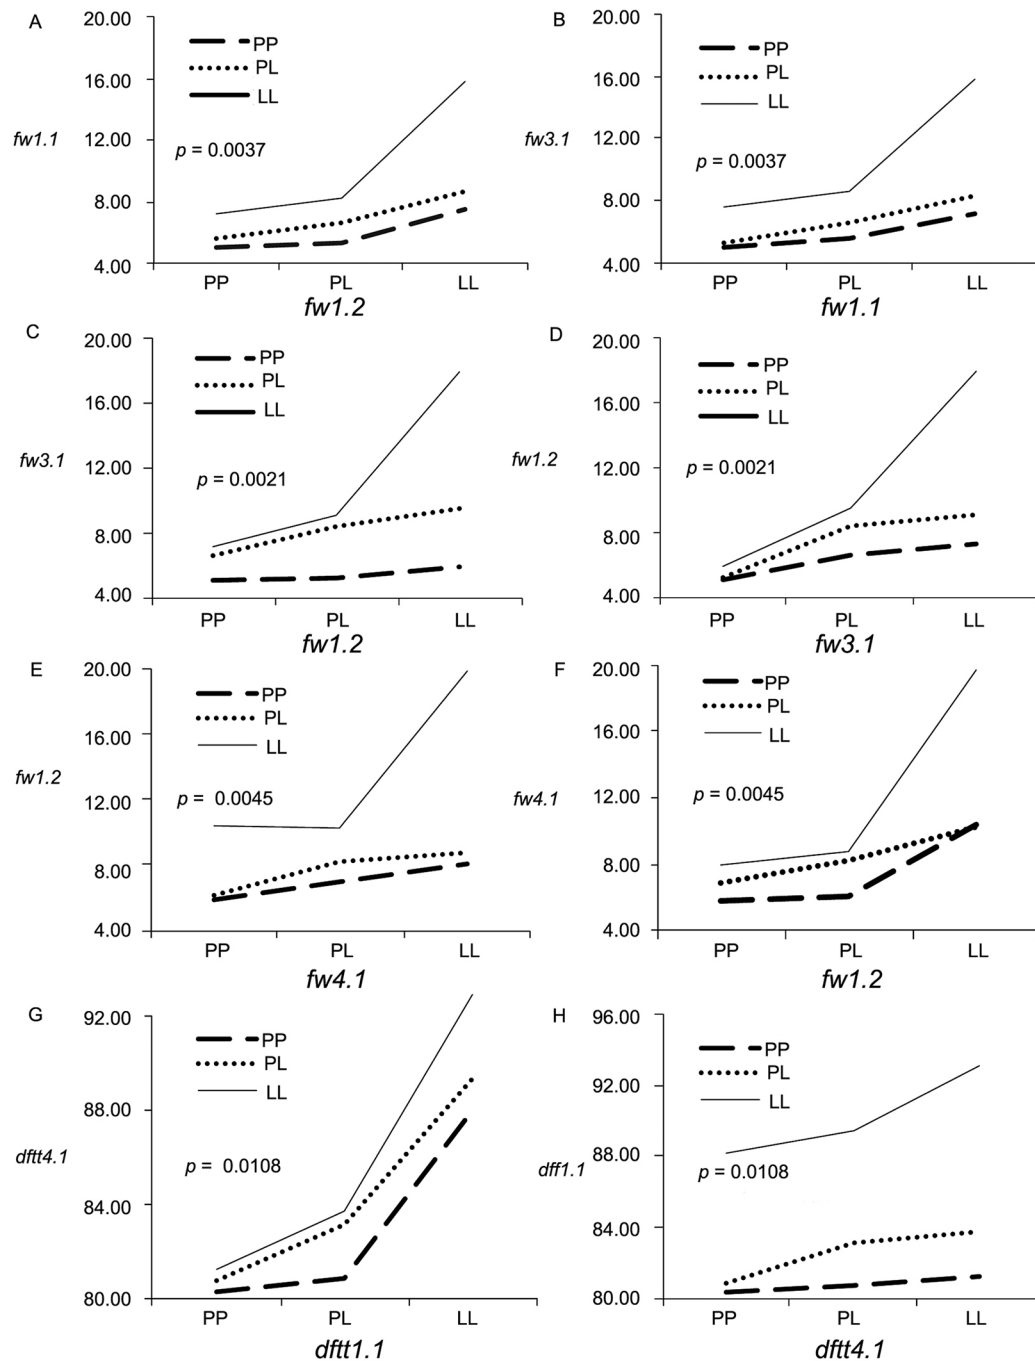 A
20.00
16.00
12.00
8.00
4.00
fw1.1
PP
PL
LL
p = 0.0037
PP PL LL
fw1.2
B
20.00
16.00
12.00
8.00
4.00
fw3.1
PP
PL
LL
p = 0.0037
PP PL LL
fw1.1
C
20.00
16.00
12.00
8.00
4.00
fw3.1
PP
PL
LL
p = 0.0021
PP PL LL
fw1.2
D
20.00
16.00
12.00
8.00
4.00
fw1.2
PP
PL
LL
p = 0.0021
PP PL LL
fw3.1
E
20.00
16.00
12.00
8.00
4.00
fw1.2
PP
PL
LL
p = 0.0045
PP PL LL
fw4.1
F
20.00
16.00
12.00
8.00
4.00
fw4.1
PP
PL
LL
p = 0.0045
PP PL LL
fw1.2
G
92.00
88.00
84.00
80.00
dftt4.1
PP
PL
LL
p = 0.0108
PP PL LL
dftt1.1
H
96.00
92.00
88.00
84.00
80.00
dff1.1
PP
PL
LL
p = 0.0108
PP PL LL
dftt4.1